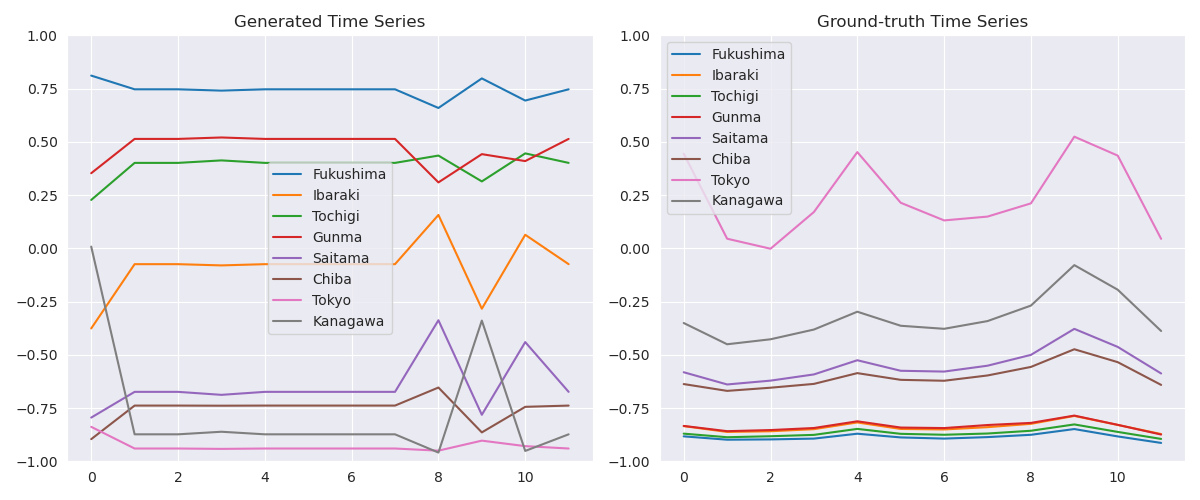 Generated Time Series
1.00
0.75
0.50
0.25
0.00
−0.25
−0.50
−0.75
−1.00
0
2
4
6
8
10
Fukushima
Ibaraki
Tochigi
Gunma
Saitama
Chiba
Tokyo
Kanagawa
Ground-truth Time Series
1.00
0.75
0.50
0.25
0.00
−0.25
−0.50
−0.75
−1.00
0
2
4
6
8
10
Fukushima
Ibaraki
Tochigi
Gunma
Saitama
Chiba
Tokyo
Kanagawa